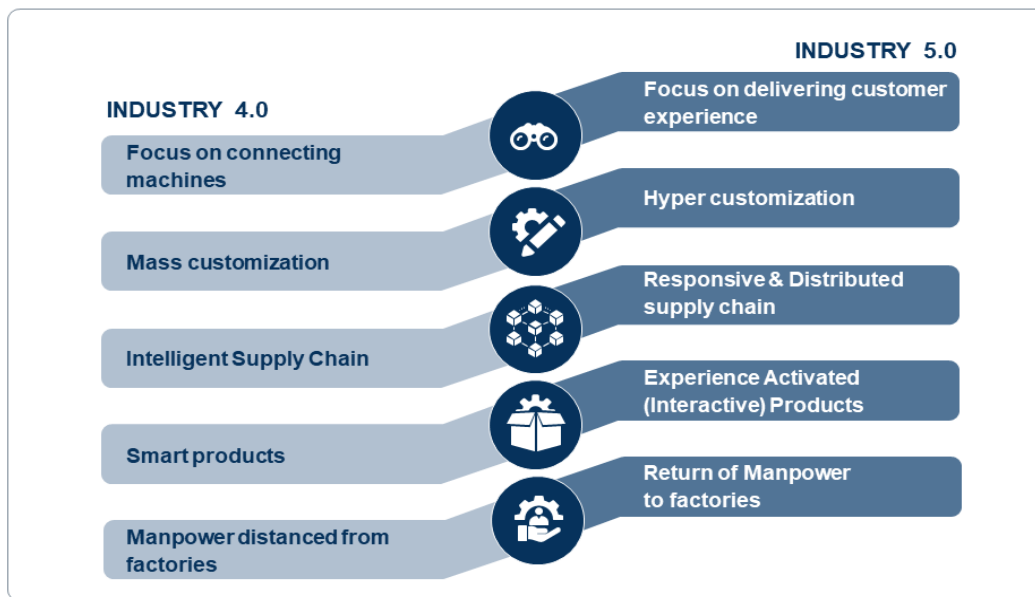 INDUSTRY 4.0
Focus on connecting
machines
Mass customization
Intelligent Supply Chain
Smart products
Manpower distanced from
factories
INDUSTRY 5.0
Focus on delivering customer
experience
Hyper customization
Responsive & Distributed
supply chain
Experience Activated
(Interactive) Products
Return of Manpower
to factories